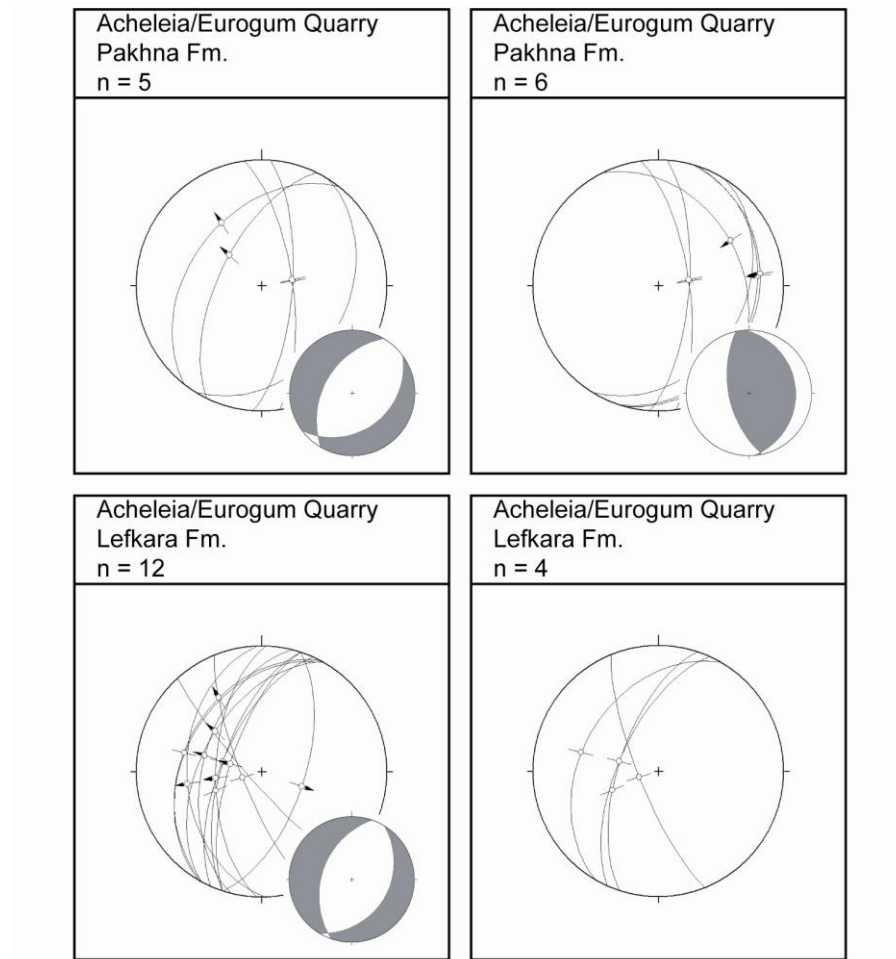 Acheleia/Eurogum Quarry
Pakhna Fm.
n = 5
Acheleia/Eurogum Quarry
Pakhna Fm.
n = 6
Acheleia/Eurogum Quarry
Lefkara Fm.
n = 12
Acheleia/Eurogum Quarry
Lefkara Fm.
n = 4